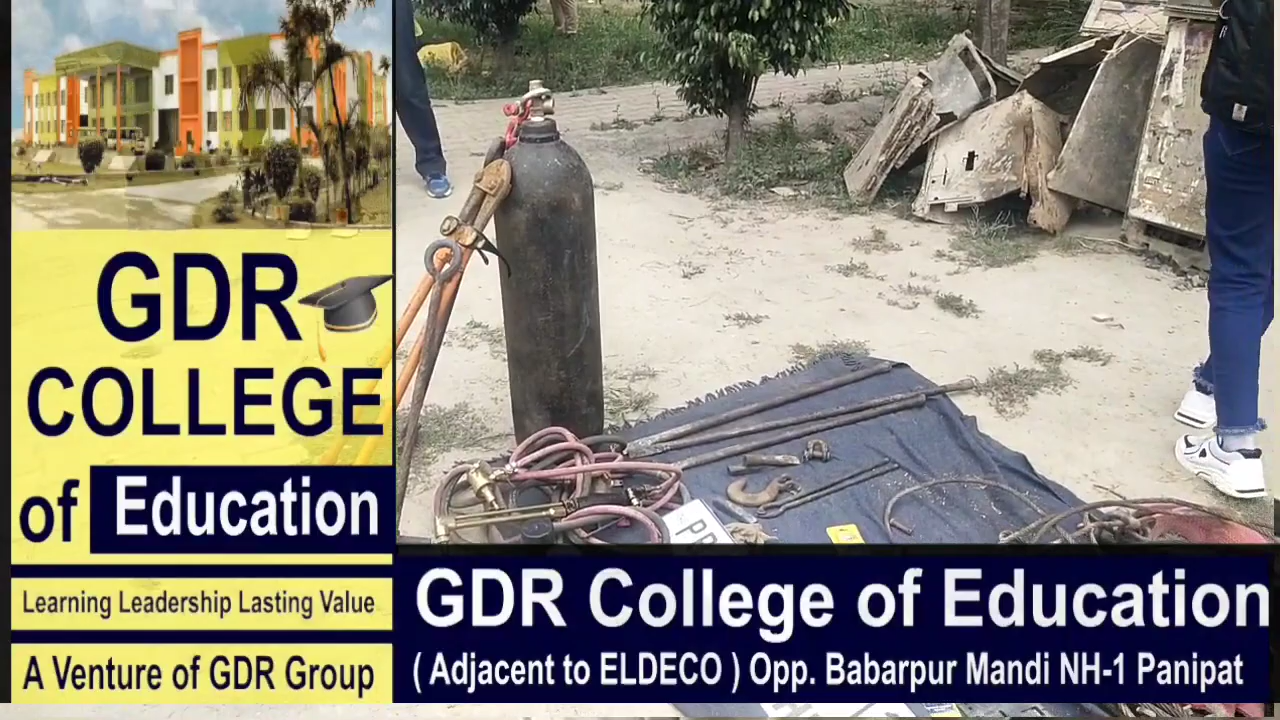 GDR
COLLEGE
of Education
Learning Leadership Lasting Value
A Venture of GDR Group
GDR College of Education
( Adjacent to ELDECO ) Opp. Babarpur Mandi NH-1 Panipat